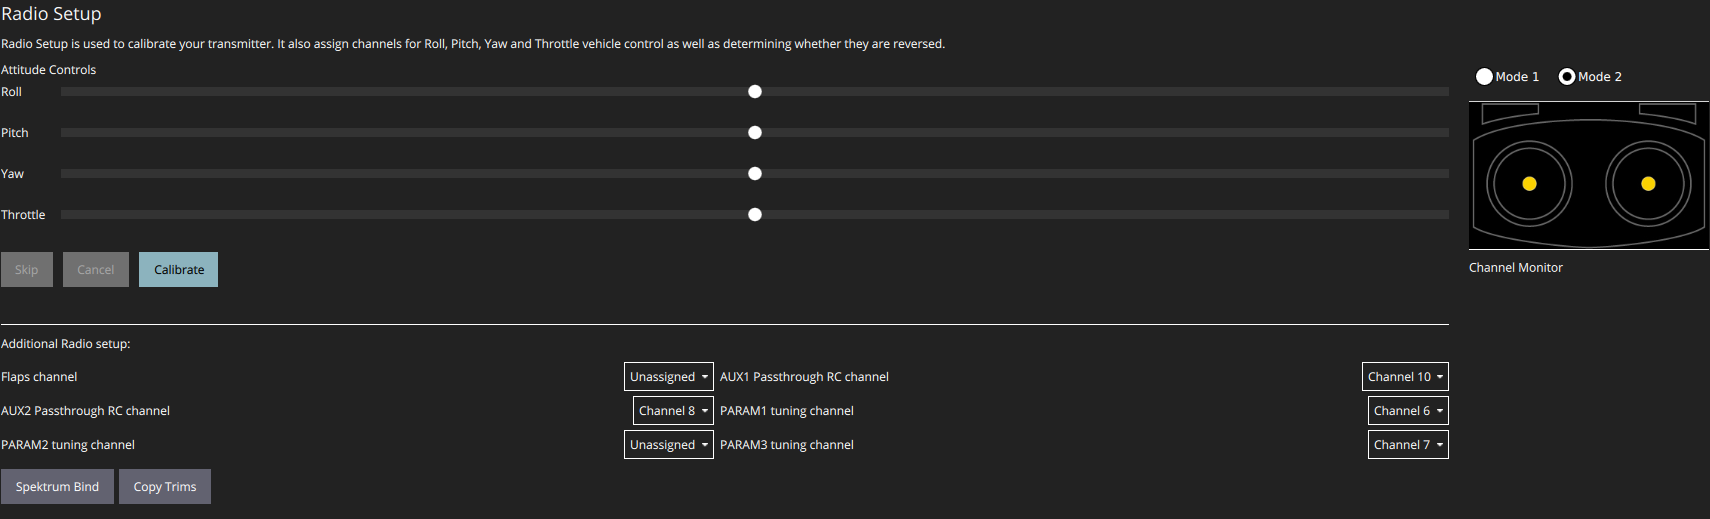 Radio Setup
Radio Setup is used to calibrate your transmitter. It also assign channels for Roll, Pitch, Yaw and Throttle vehicle control as well as determining whether they are reversed.
Attitude Controls
Mode 1 Mode 2
Roll
Pitch
Yaw
Throttle
Skip Cancel Calibrate
Channel Monitor
Additional Radio setup:
Flaps channel Unassigned AUX1 Passthrough RC channel Channel 10
AUX2 Passthrough RC channel Channel 8 PARAM1 tuning channel Channel 6
PARAM2 tuning channel Unassigned PARAM3 tuning channel Channel 7
Spektrum Bind Copy Trims